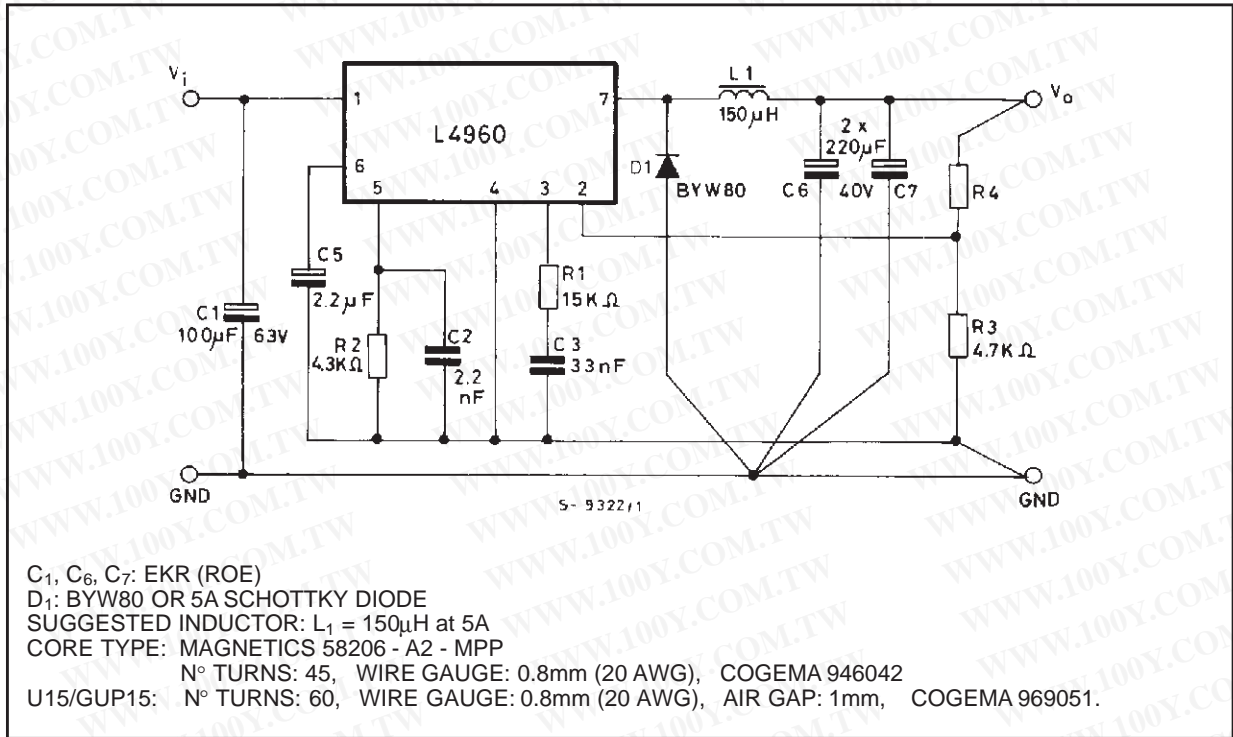 WWW.100Y.COM.TW
Vi
1
7
L4960
6
5
4
3
2
L1
150μH
Vo
2 x
220μF
D1
BYW80
C6
40V
C7
R4
C5
2.2μF
R1
15KΩ
C1
100μF 63V
R2
4.3KΩ
C2
2.2
nF
C3
33nF
R3
4.7KΩ
GND
GND
S-9322/1
C1, C6, C7: EKR (ROE)
D1: BYW80 OR 5A SCHOTTKY DIODE
SUGGESTED INDUCTOR: L1 = 150μH at 5A
CORE TYPE: MAGNETICS 58206 - A2 - MPP
N° TURNS: 45, WIRE GAUGE: 0.8mm (20 AWG), COGEMA 946042
U15/GUP15: N° TURNS: 60, WIRE GAUGE: 0.8mm (20 AWG), AIR GAP: 1mm, COGEMA 969051.